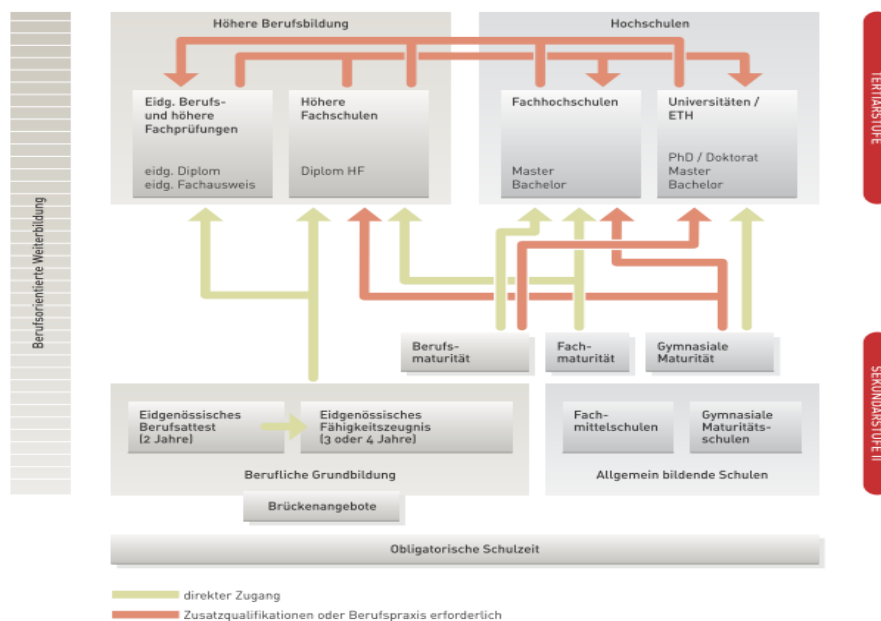 Höhere Berufsbildung
Hochschulen
Eidg. Berufs-
und höhere
Fachprüfungen
eidg. Diplom
eidg. Fachausweis
Höhere
Fachschulen
Diplom HF
Fachhochschulen
Master
Bachelor
Universitäten /
ETH
PhD / Doktorat
Master
Bachelor
TERTIÄRSTUFE
Berufsorientierte Weiterbildung
Berufs-
maturität
Fach-
maturität
Gymnasiale
Maturität
SEKUNDARSTUFE II
Eidgenössisches
Berufsattest
(2 Jahre)
Eidgenössisches
Fähigkeitszeugnis
(3 oder 4 Jahre)
Fach-
mittelschulen
Gymnasiale
Maturitäts-
schulen
Berufliche Grundbildung
Allgemein bildende Schulen
Brückenangebote
Obligatorische Schulzeit
direkter Zugang
Zusatzqualifikationen oder Berufspraxis erforderlich